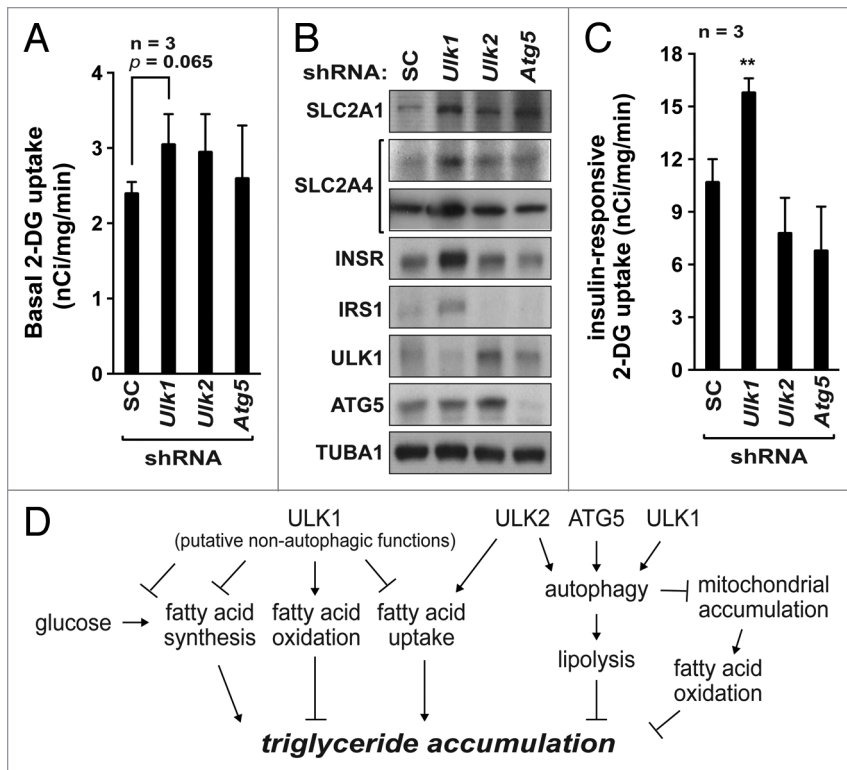 A
n = 3
p = 0.065
Basal 2-DG uptake
(nCi/mg/min)
4
3
2
1
0
SC
Ulk1
Ulk2
Atg5
shRNA
B
shRNA:
SC
Ulk1
Ulk2
Atg5
SLC2A1
SLC2A4
INSR
IRS1
ULK1
ATG5
TUBA1
C
n = 3
**
insulin-responsive
2-DG uptake (nCi/mg/min)
18
15
12
9
6
3
0
SC
Ulk1
Ulk2
Atg5
shRNA
D
ULK1
(putative non-autophagic functions)
ULK2 ATG5 ULK1
glucose
fatty acid
synthesis
fatty acid
oxidation
fatty acid
uptake
autophagy
lipolysis
mitochondrial
accumulation
fatty acid
oxidation
triglyceride accumulation